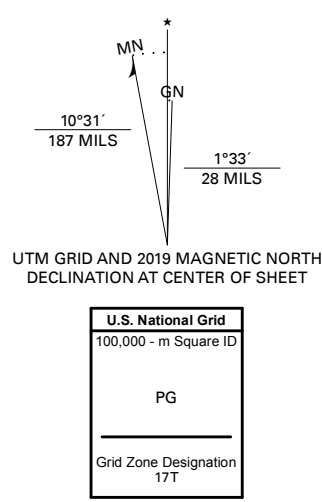 MN
GN
10°31´
187 MILS
1°33´
28 MILS
UTM GRID AND 2019 MAGNETIC NORTH
DECLINATION AT CENTER OF SHEET
U.S. National Grid
100,000 - m Square ID
PG
Grid Zone Designation
17T